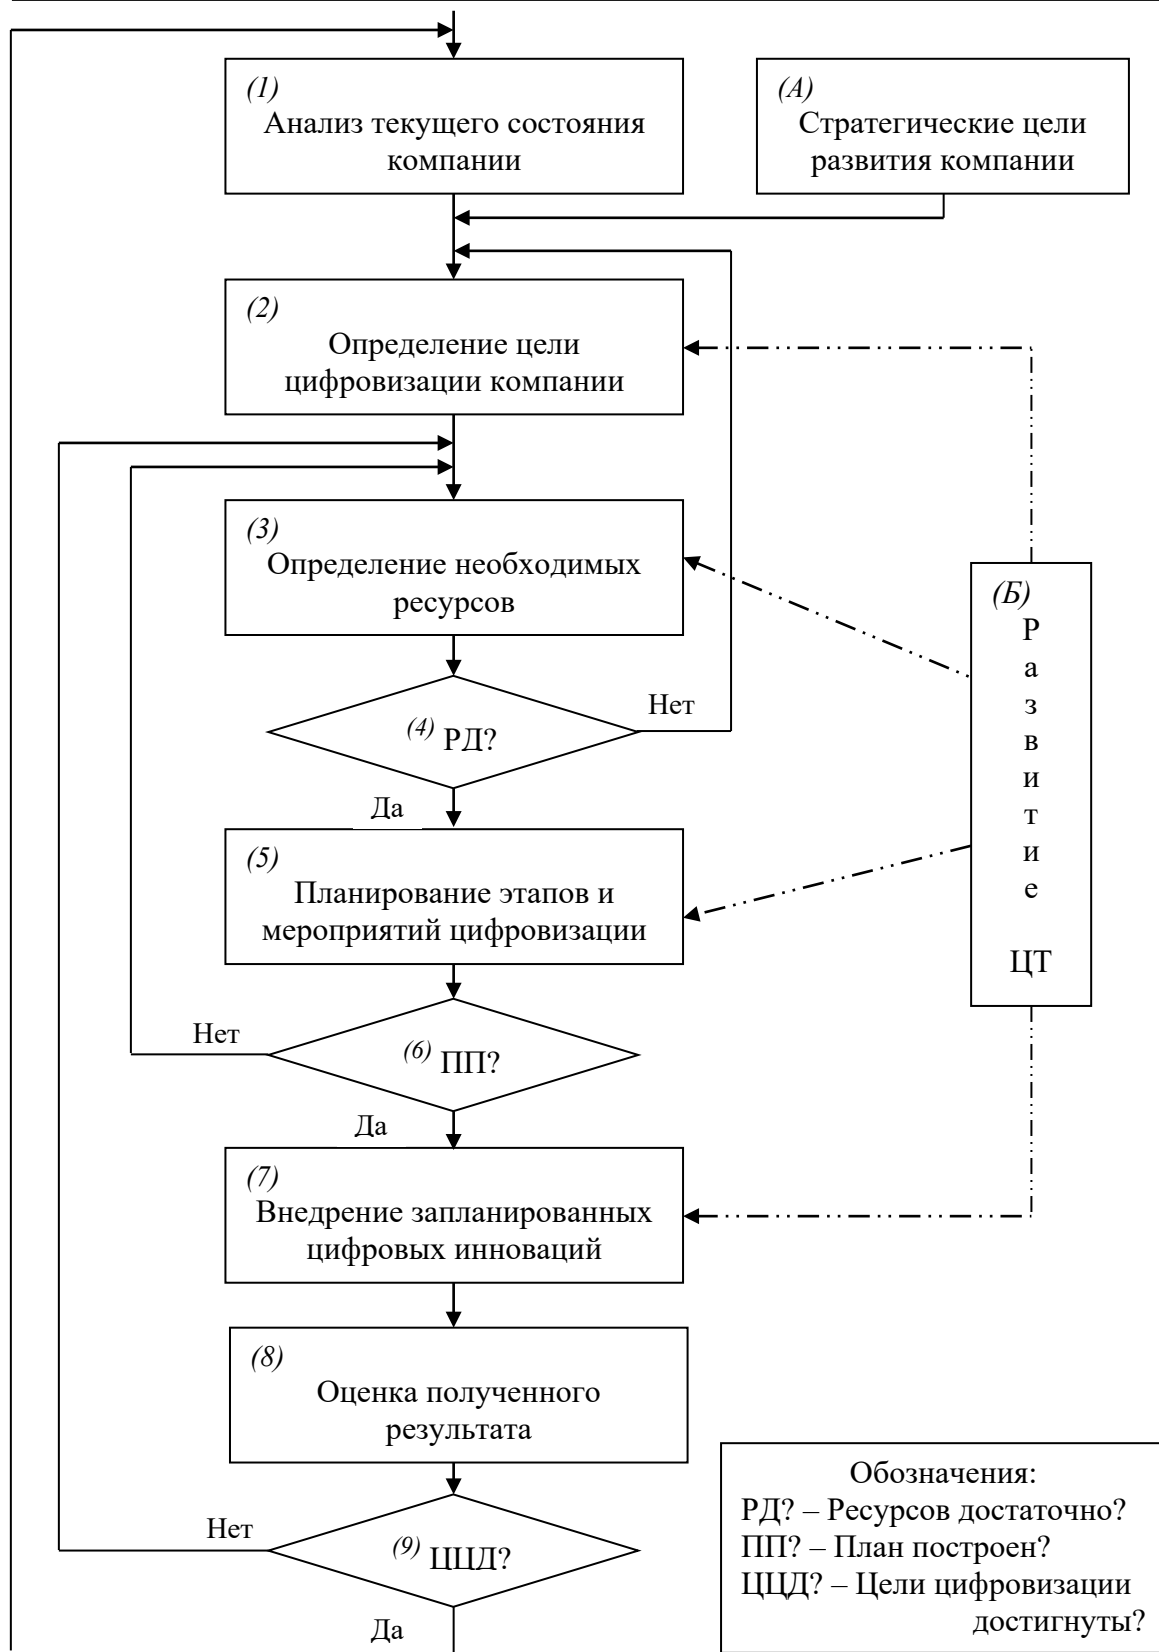 (1)
Анализ текущего состояния
компании
(А)
Стратегические цели
развития компании
(2)
Определение цели
цифровизации компании
(3)
Определение необходимых
ресурсов
(4) РД?
Нет
Да
(5)
Планирование этапов и
мероприятий цифровизации
(6) ПП?
Нет
Да
(7)
Внедрение запланированных
цифровых инноваций
(8)
Оценка полученного
результата
(9) ЦЦД?
Нет
Да
(Б)
Р
а
з
в
и
т
и
е
ЦТ
Обозначения:
РД? – Ресурсов достаточно?
ПП? – План построен?
ЦЦД? – Цели цифровизации
достигнуты?